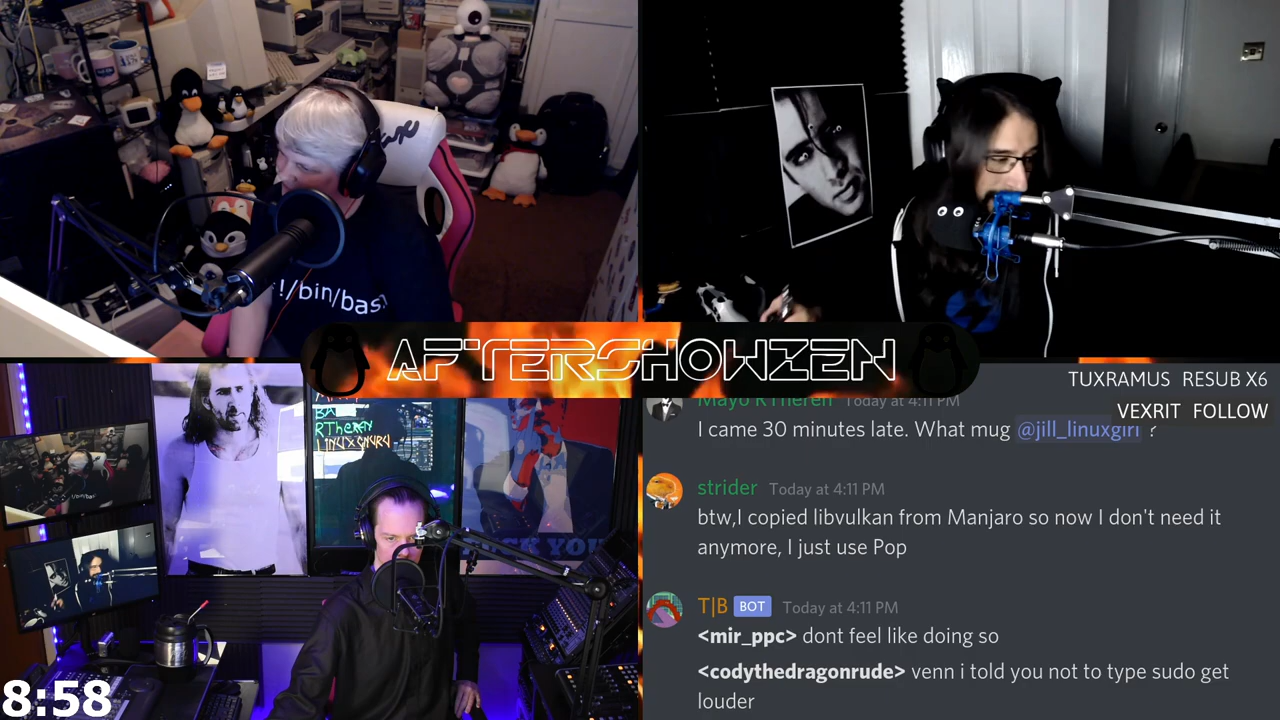 !/bin/bas
AFTERSHOWZEN
TUXRAMUS RESUB X6
VEXRIT FOLLOW
Mayo RTheren Today at 4:11 PM
I came 30 minutes late. What mug @jill_linuxgirl ?
strider Today at 4:11 PM
btw,I copied libvulkan from Manjaro so now I don't need it
anymore, I just use Pop
T|B BOT Today at 4:11 PM
<mir_ppc> dont feel like doing so
<codythedragonrude> venn i told you not to type sudo get
louder
RTheren
8:58